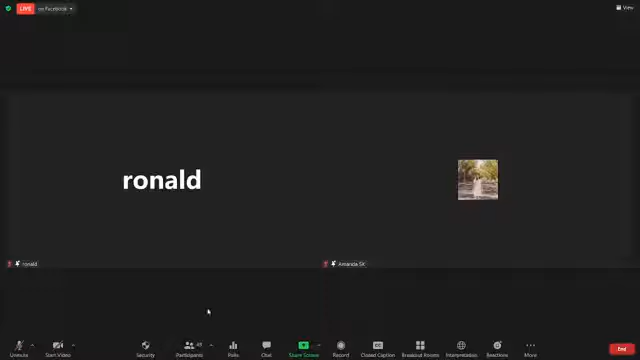 LIVE on Facebook
View
ronald
ronald
Amanda SK
Unmute
Start Video
Security
Participants
48
Polls
Chat
Share Screen
Record
Closed Caption
Breakout Rooms
Interpretation
Reactions
More
End